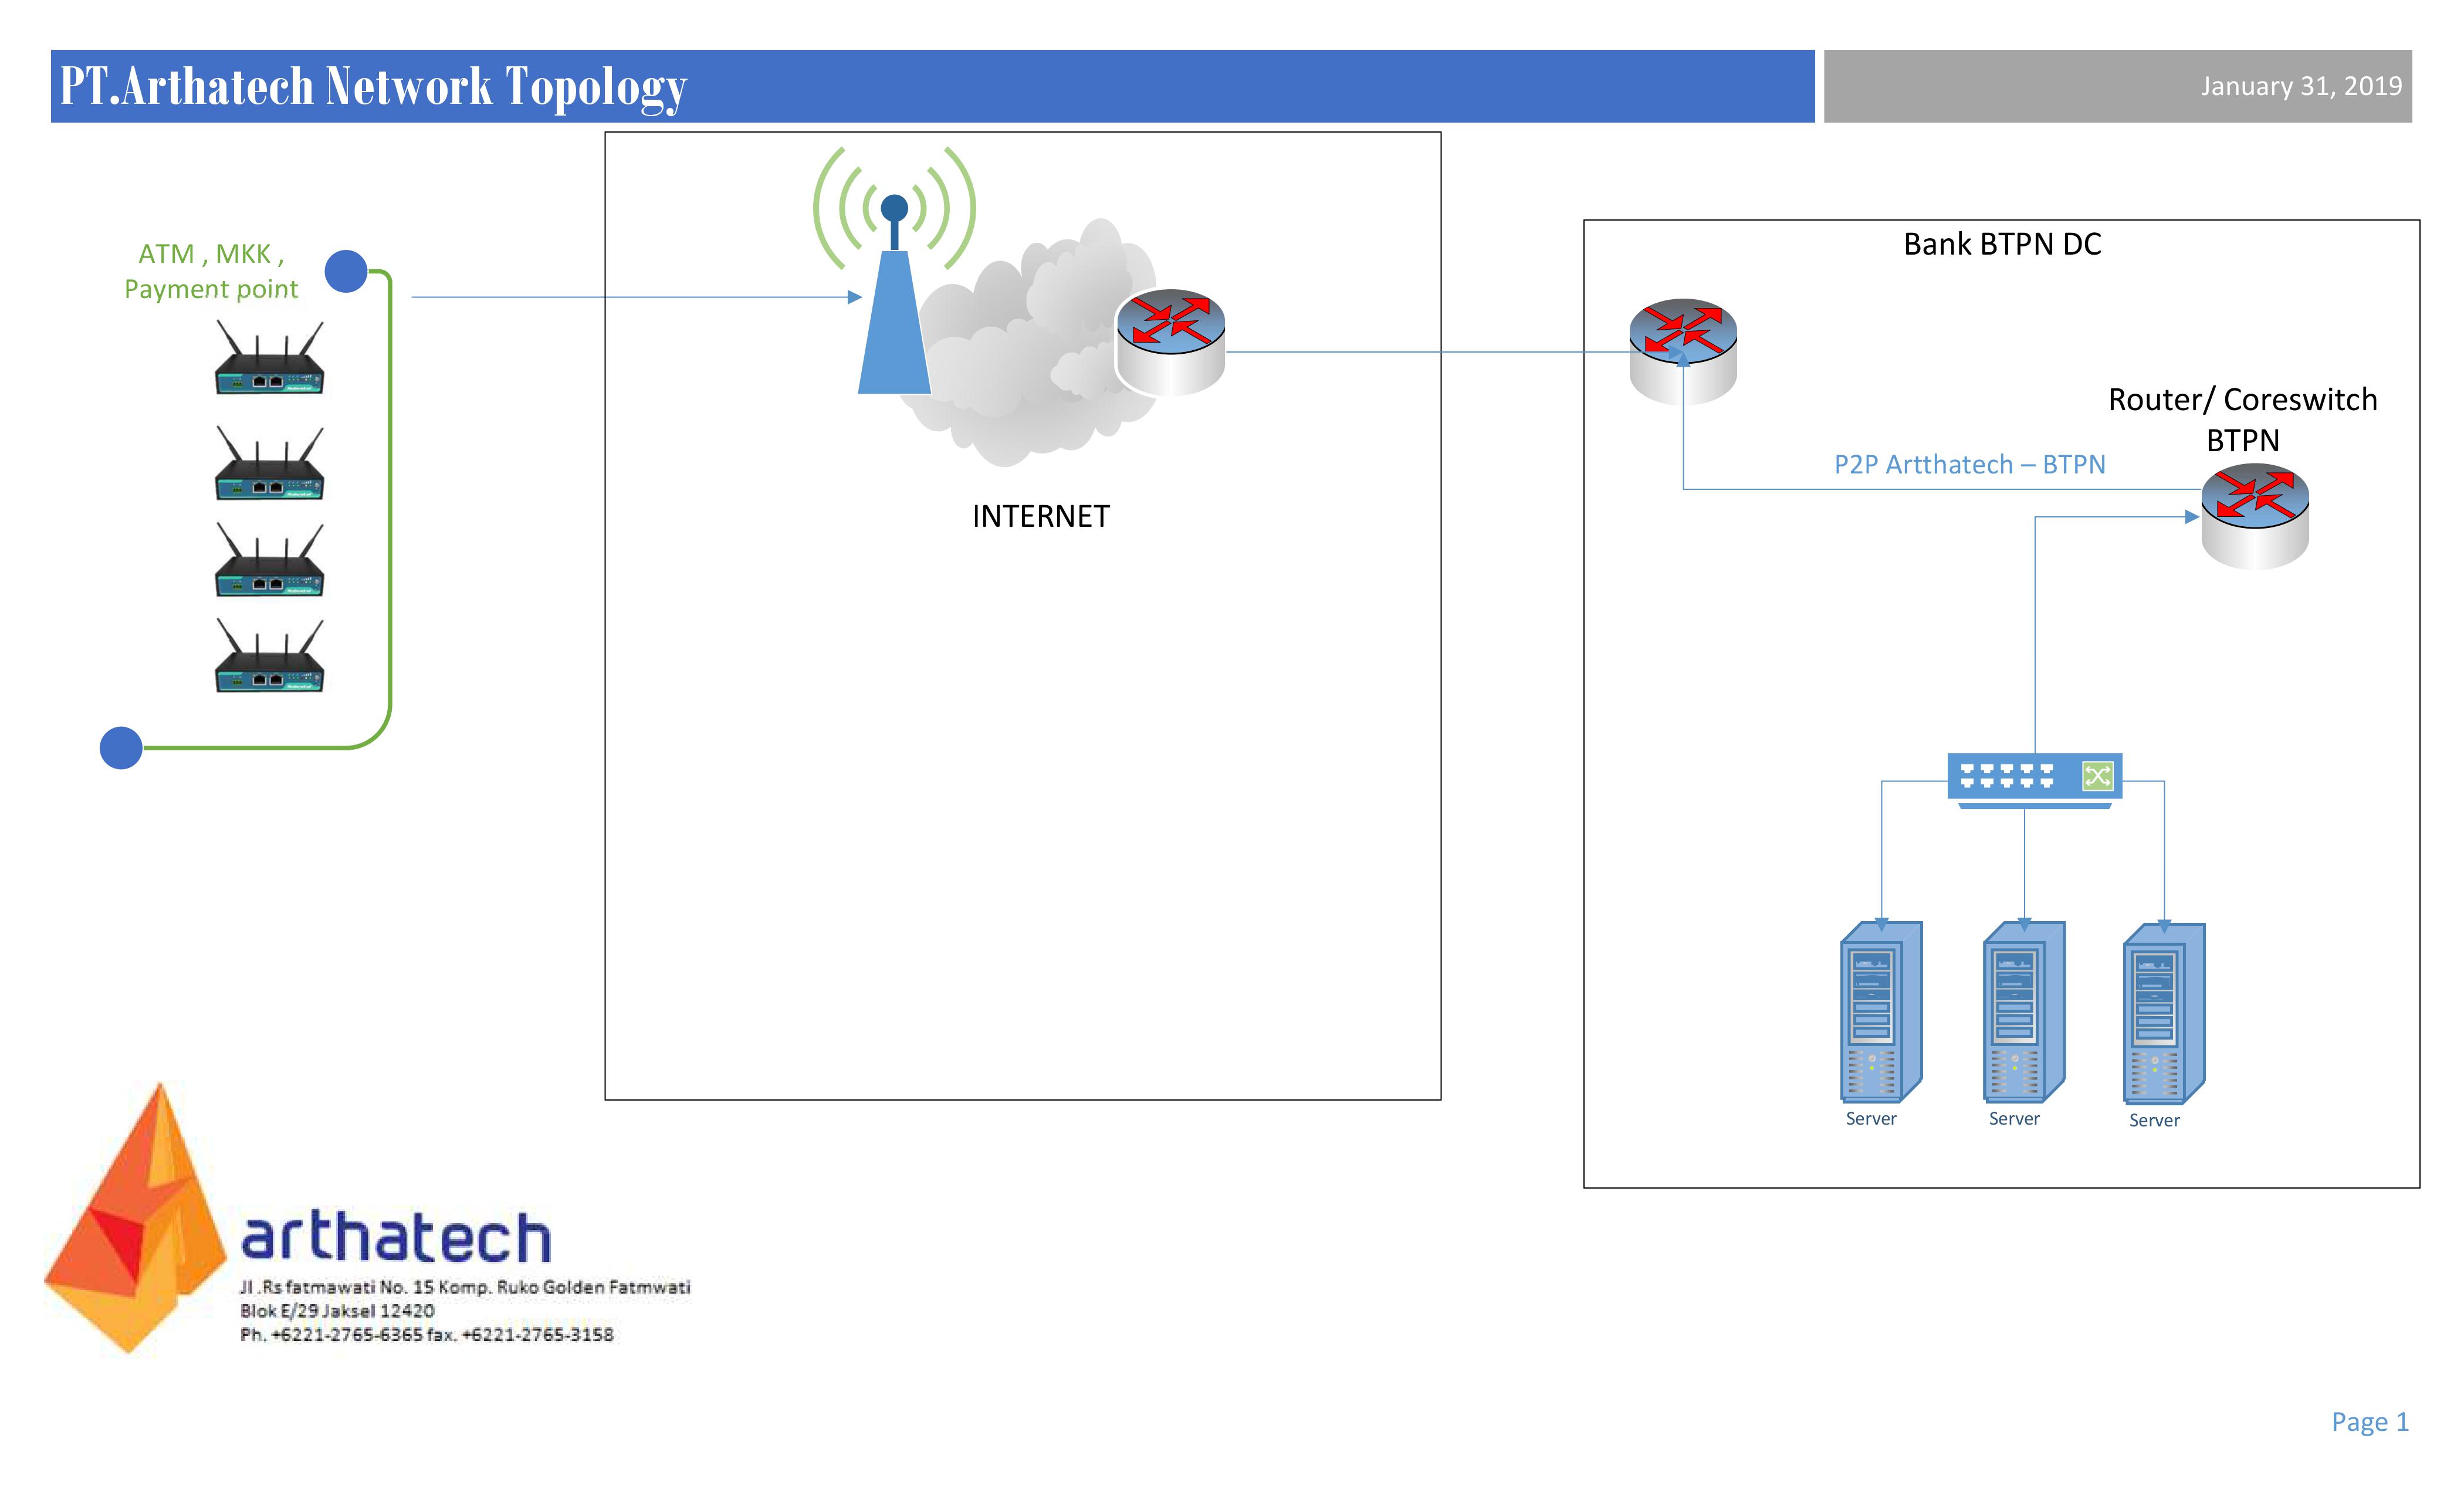 PT.Arthatech Network Topology
January 31, 2019
ATM , MKK ,
Payment point
INTERNET
Bank BTPN DC
Router/ Coreswitch
BTPN
P2P Artthatech – BTPN
Server
Server
Server
arthatech
Jl .Rs fatmawati No. 15 Komp. Ruko Golden Fatmwati
Blok E/29 Jaksel 12420
Ph. +6221-2765-6365 fax. +6221-2765-3158
Page 1